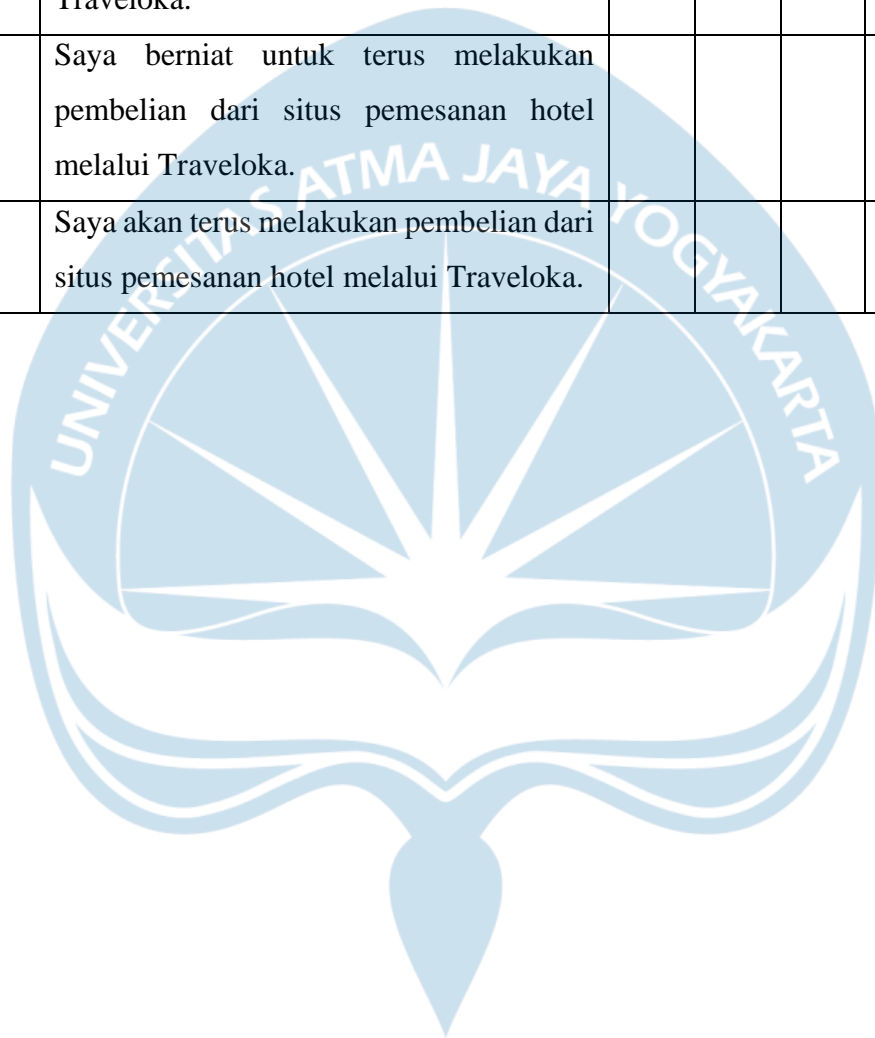 Traveloka.
Saya berniat untuk terus melakukan
pembelian dari situs pemesanan hotel
melalui Traveloka.
Saya akan terus melakukan pembelian dari
situs pemesanan hotel melalui Traveloka.
UNIVERSITAS ATMA JAYA YOGYAKARTA